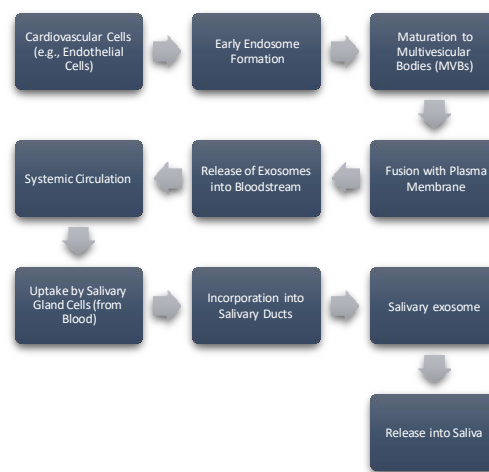 Cardiovascular Cells
(e.g., Endothelial
Cells)
Early Endosome
Formation
Maturation to
Multivesicular
Bodies (MVBs)
Fusion with Plasma
Membrane
Release of Exosomes
into Bloodstream
Systemic Circulation
Uptake by Salivary
Gland Cells (from
Blood)
Incorporation into
Salivary Ducts
Salivary exosome
Release into Saliva